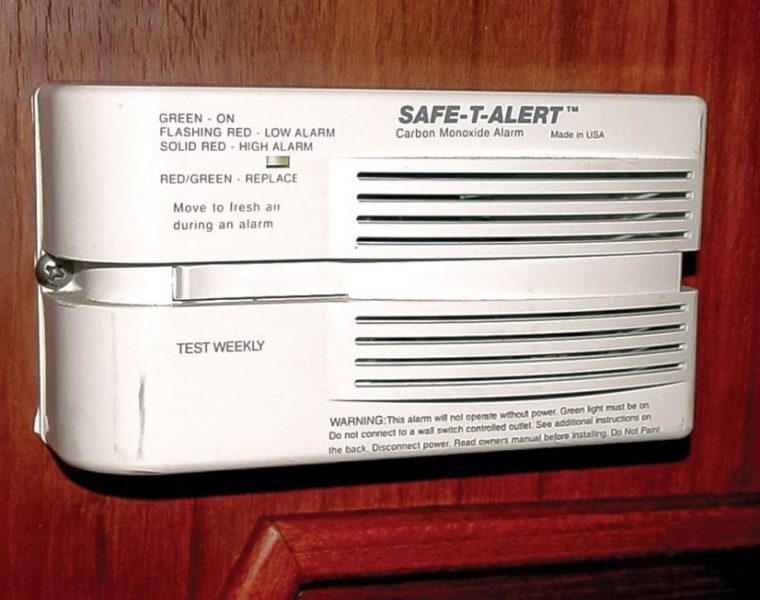 GREEN - ON
FLASHING RED - LOW ALARM
SOLID RED - HIGH ALARM
RED/GREEN - REPLACE
Move to fresh air
during an alarm
SAFE-T-ALERT™
Carbon Monoxide Alarm Made in USA
TEST WEEKLY
WARNING:This alarm will not operate without power. Green light must be on.
Do not connect to a wall switch controlled outlet. See additional instructions on
the back. Disconnect power. Read owners manual before installing. Do Not Paint